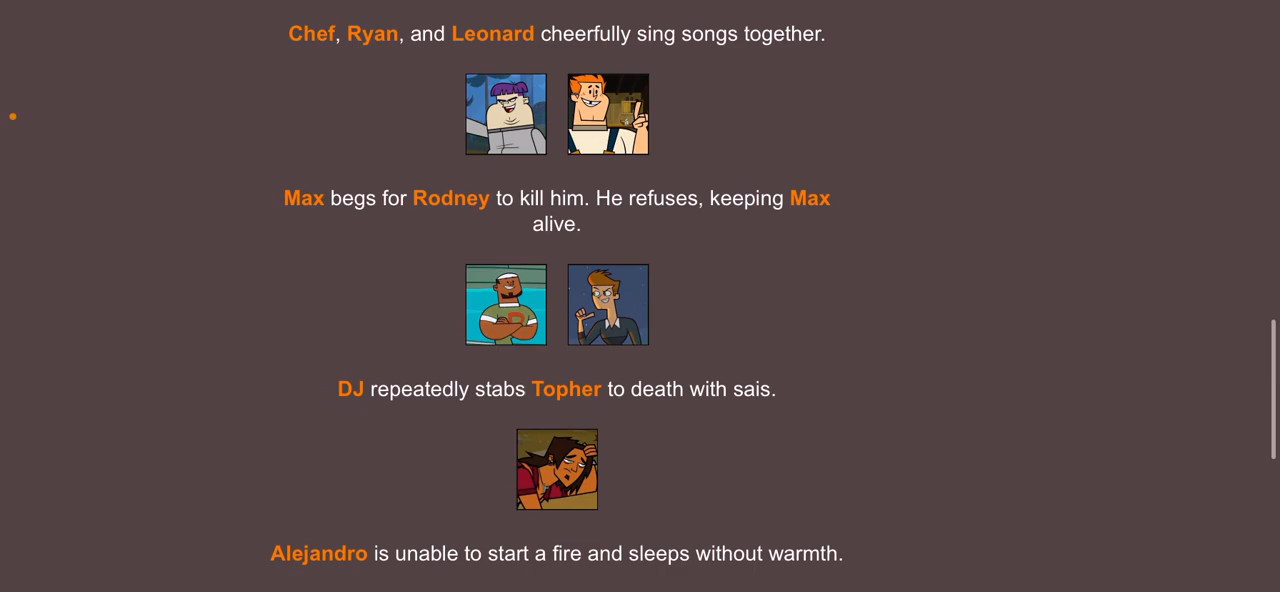 Chef, Ryan, and Leonard cheerfully sing songs together.
Max begs for Rodney to kill him. He refuses, keeping Max
alive.
DJ repeatedly stabs Topher to death with sais.
Alejandro is unable to start a fire and sleeps without warmth.